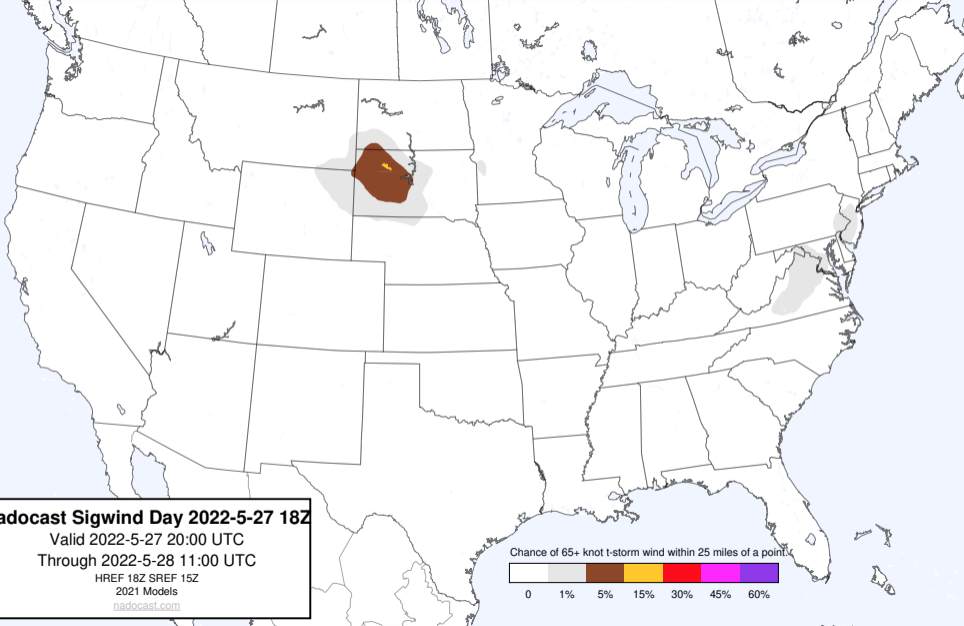 adocast Sigwind Day 2022-5-27 18Z
Valid 2022-5-27 20:00 UTC
Through 2022-5-28 11:00 UTC
HREF 18Z SREF 15Z
2021 Models
nadocast.com
Chance of 65+ knot t-storm wind within 25 miles of a point.
0 1% 5% 15% 30% 45% 60%